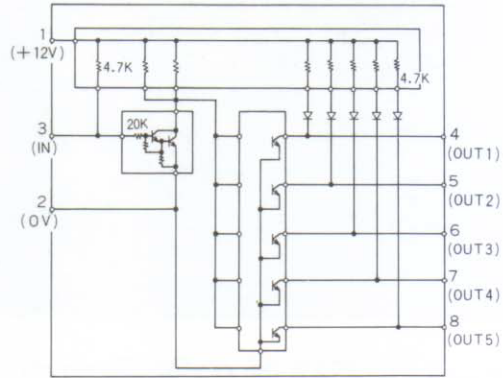 1
(+12V)
4.7K
4.7K
3
(IN)
20K
4
(OUT1)
2
(0V)
5
(OUT2)
6
(OUT3)
7
(OUT4)
8
(OUT5)